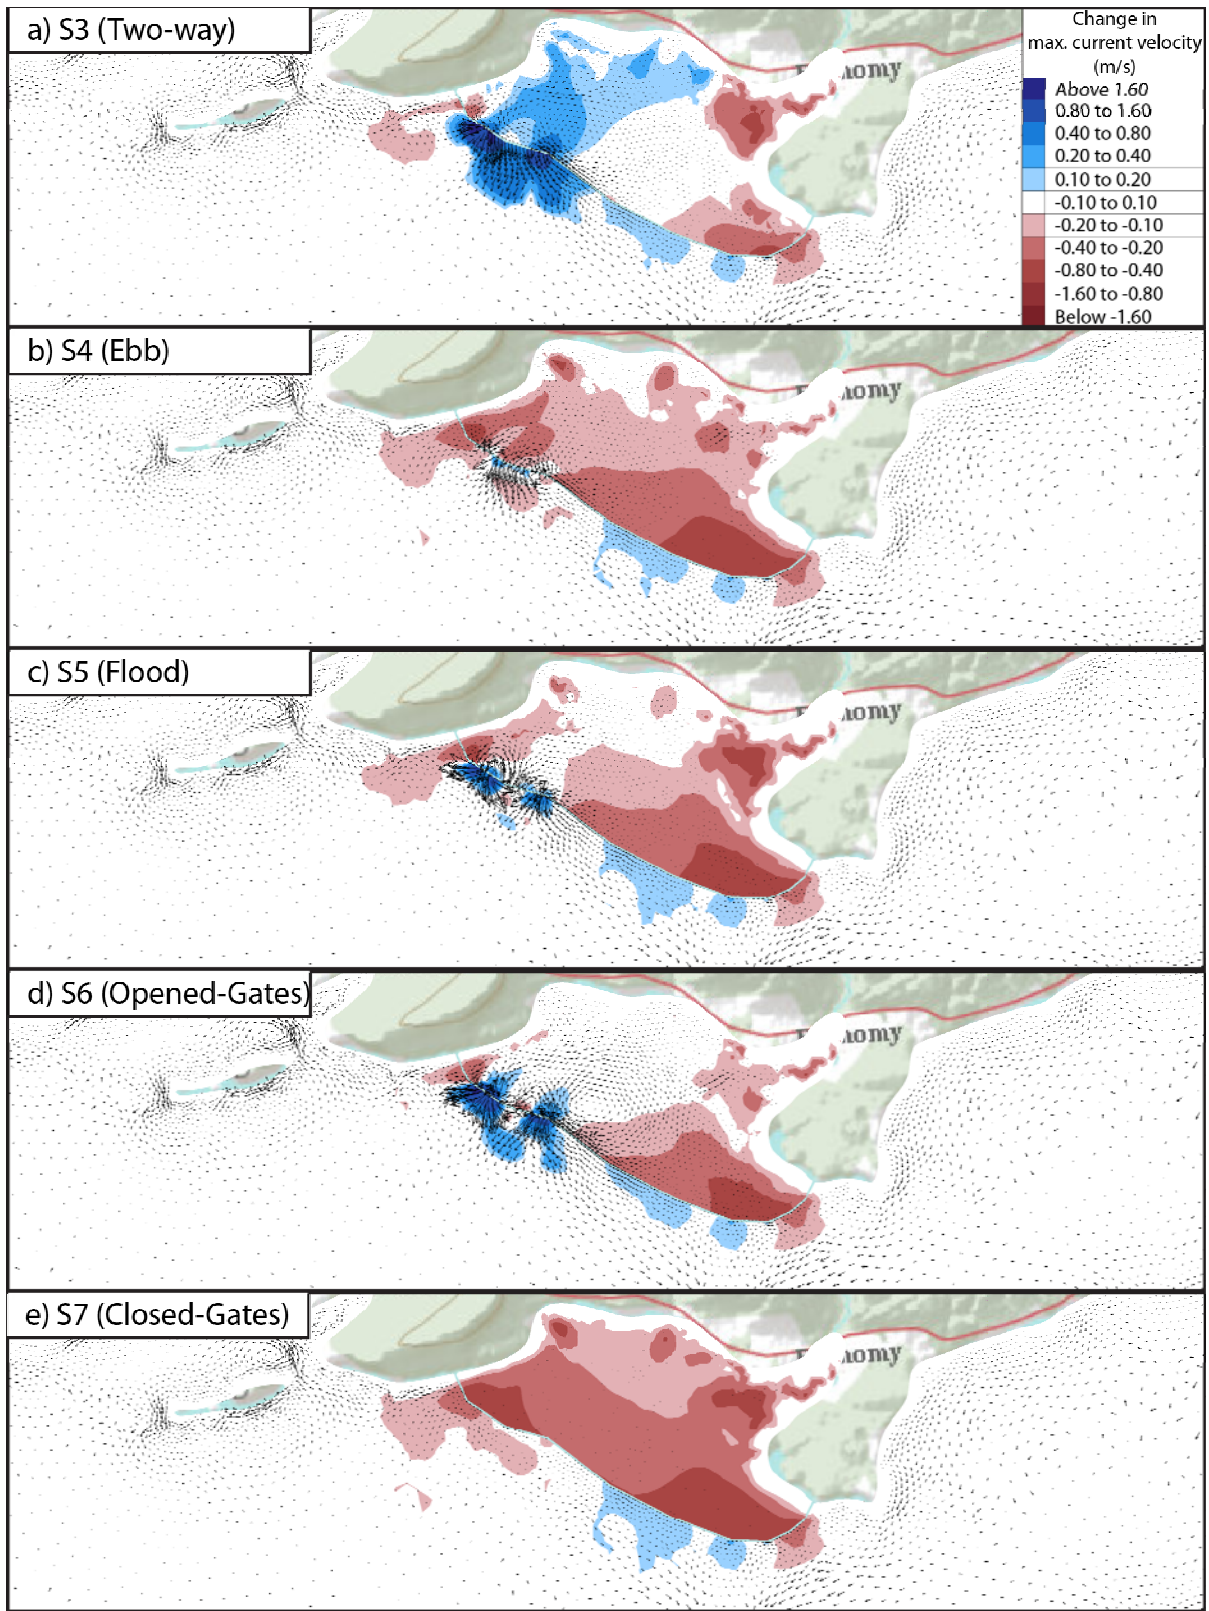 a) S3 (Two-way)
Change in
max. current velocity
(m/s)
Above 1.60
0.80 to 1.60
0.40 to 0.80
0.20 to 0.40
0.10 to 0.20
-0.10 to 0.10
-0.20 to -0.10
-0.40 to -0.20
-0.80 to -0.40
-1.60 to -0.80
Below -1.60
b) S4 (Ebb)
c) S5 (Flood)
d) S6 (Opened-Gates)
e) S7 (Closed-Gates)